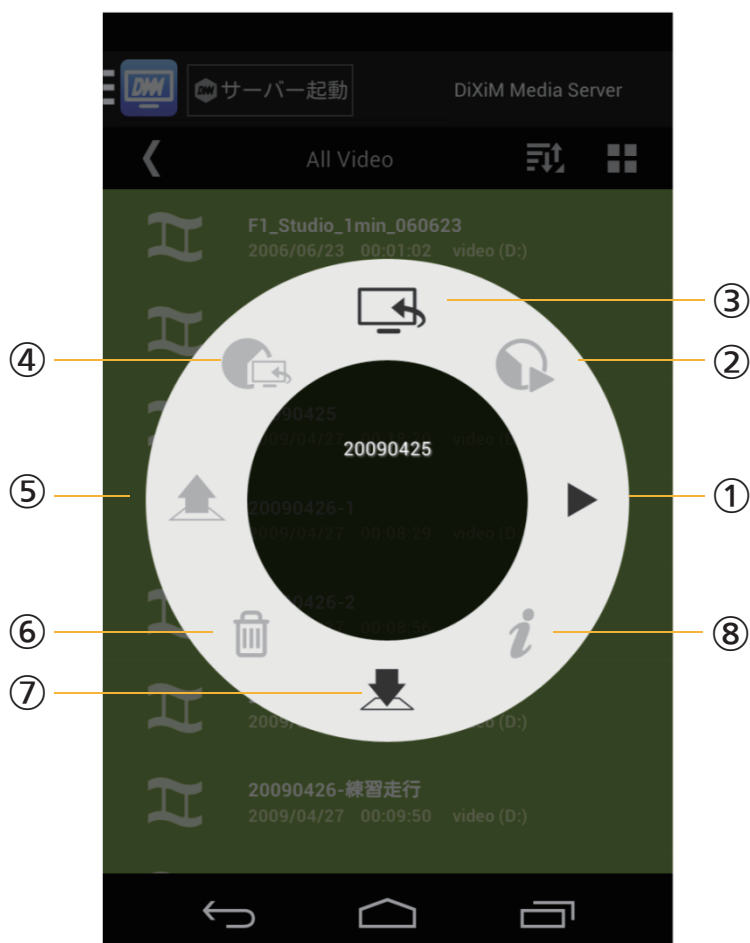 DiXiM サーバー起動 DiXiM Media Server
All Video
F1_Studio_1min_060623
2006/06/23 00:01:02 video (D:)
③
②
④
20090425
⑤
①
20090426-1
2009/04/27 00:08:29 video (D:)
⑥
⑧
⑦
20090426-練習走行
2009/04/27 00:09:50 video (D:)